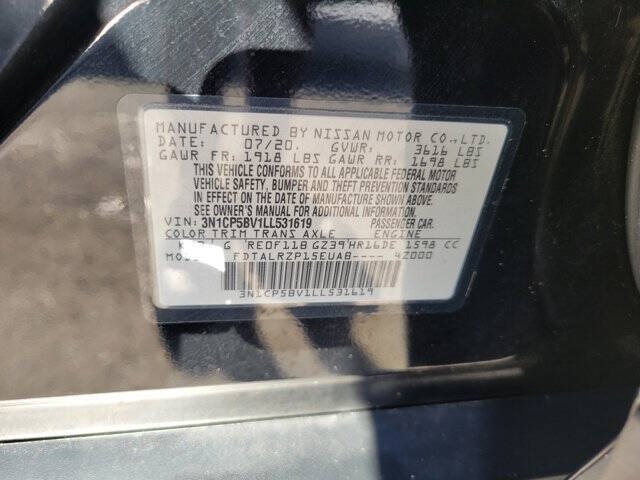 MANUFACTURED BY NISSAN MOTOR CO.,LTD.
DATE: 07/20. GVWR: 3616 LBS
GAWR FR: 1918 LBS GAWR RR: 1698 LBS
THIS VEHICLE CONFORMS TO ALL APPLICABLE FEDERAL MOTOR
VEHICLE SAFETY, BUMPER AND THEFT PREVENTION STANDARDS
IN EFFECT ON THE DATE OF MANUFACTURE SHOWN ABOVE.
SEE OWNER'S MANUAL FOR ADDITIONAL INFORMATION.
VIN: 3N1CP5BV1LL531619 PASSENGER CAR.
COLOR TRIM TRANS AXLE ENGINE
G RE0F11B GZ39 HR16DE 1598 CC
FDTALRZP15EUAB---- 4Z000
3N1CP5BV1LL531619